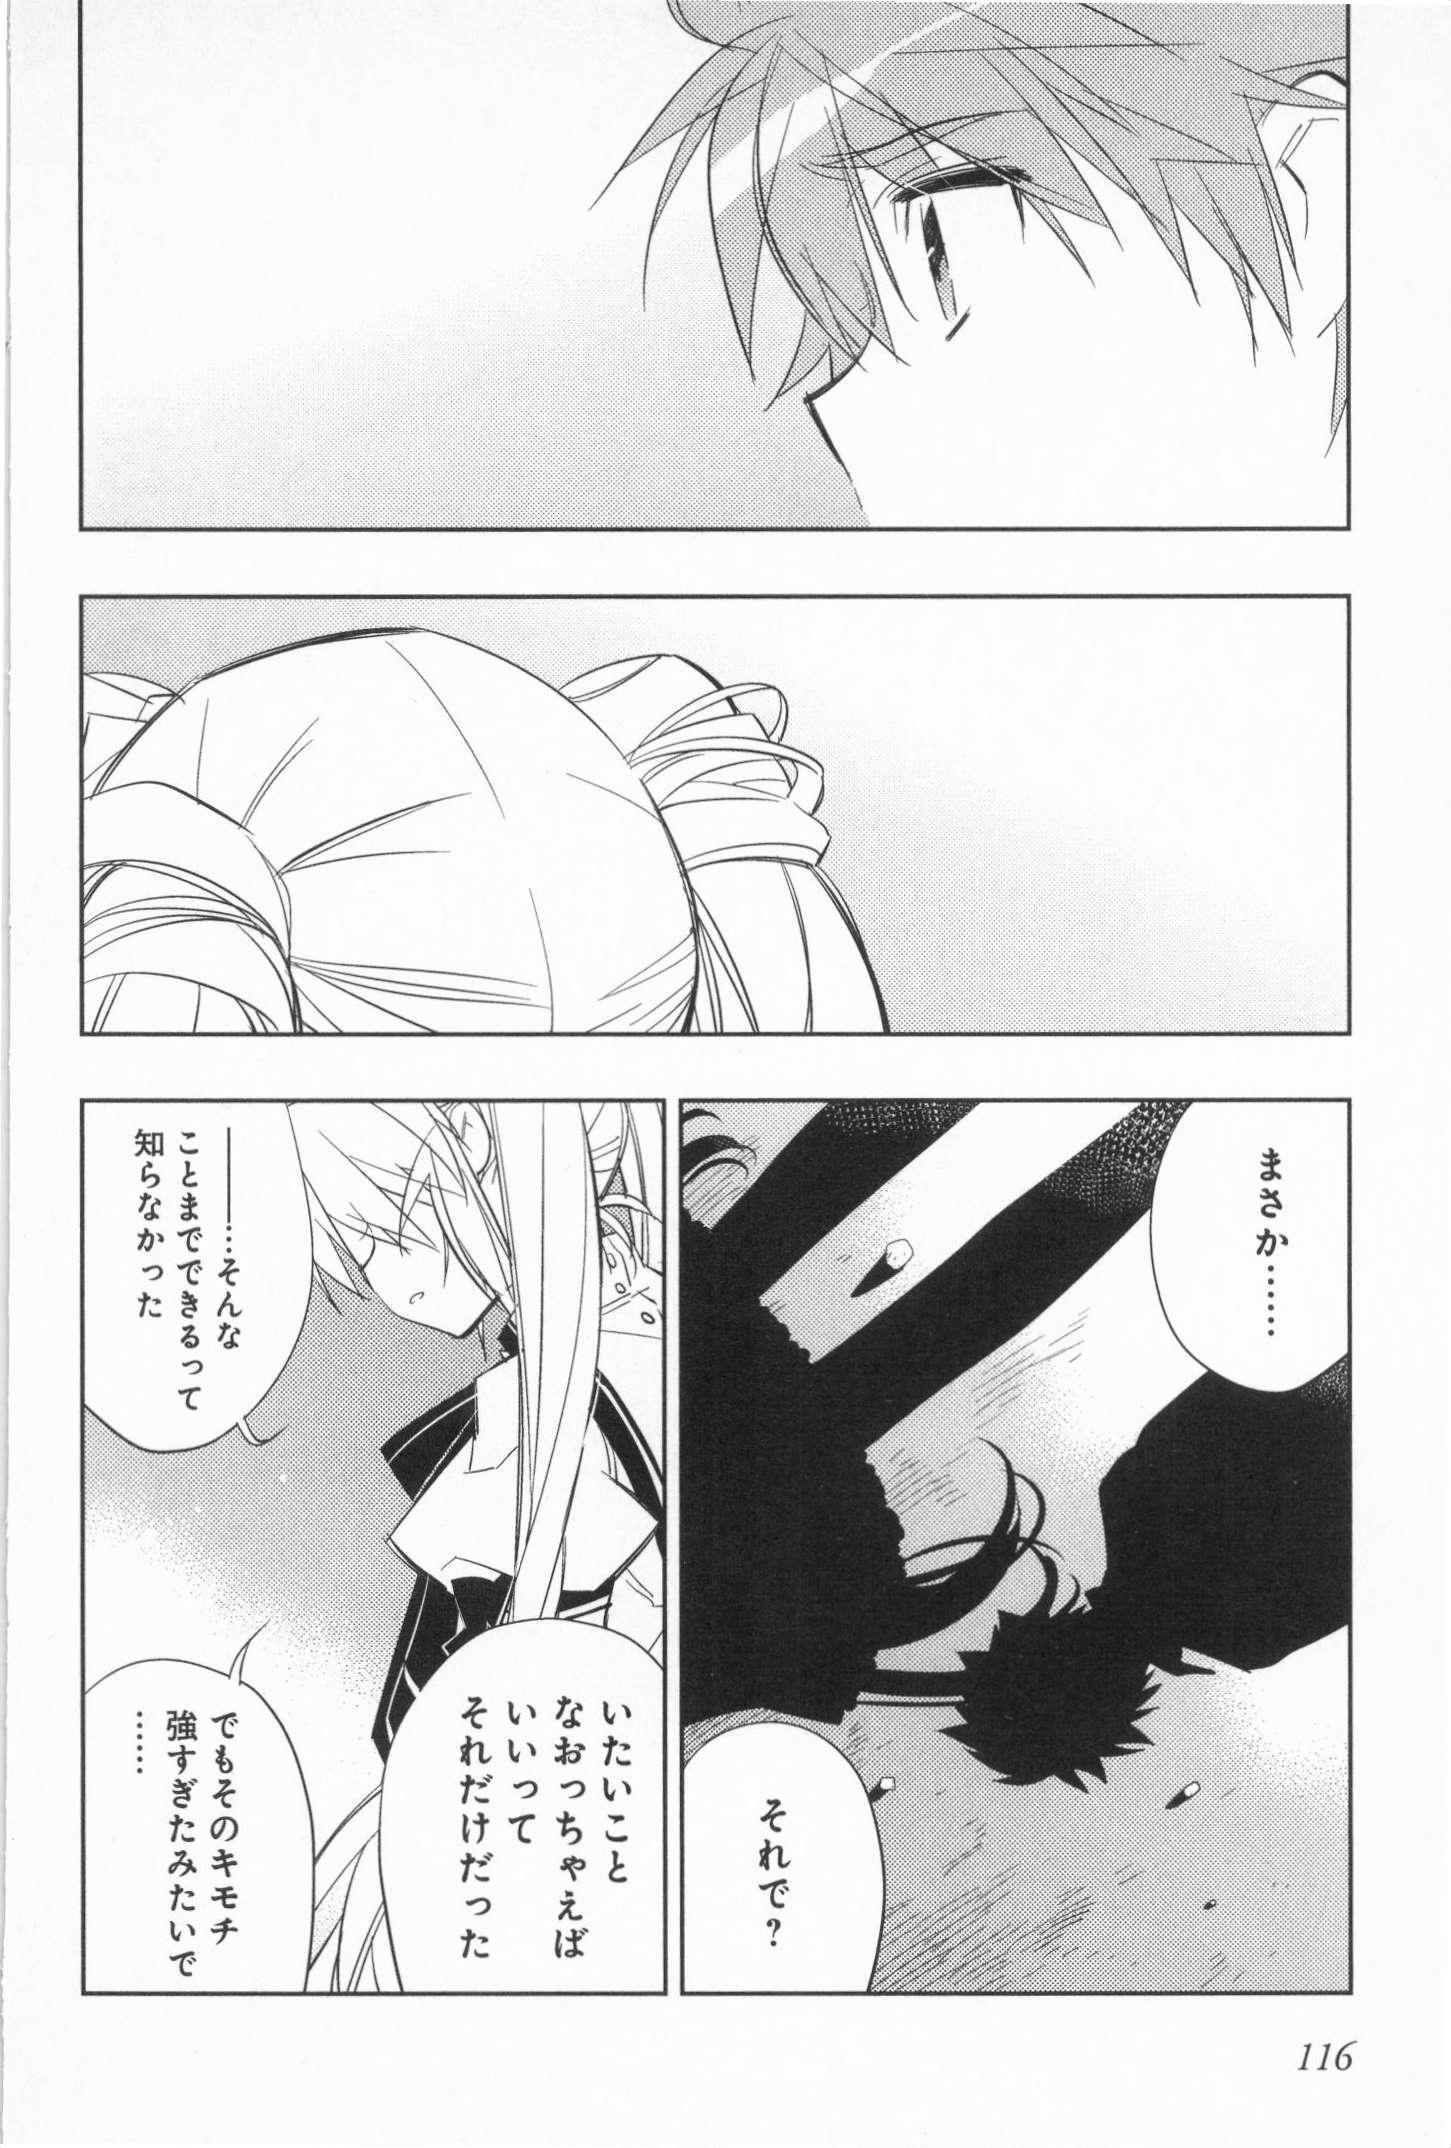 まさか……
それで？
――…そんな
ことまでできるって
知らなかった
いたいこと
なおっちゃえば
いいって
それだけだった
でもそのキモチ
強すぎたみたいで
……
116